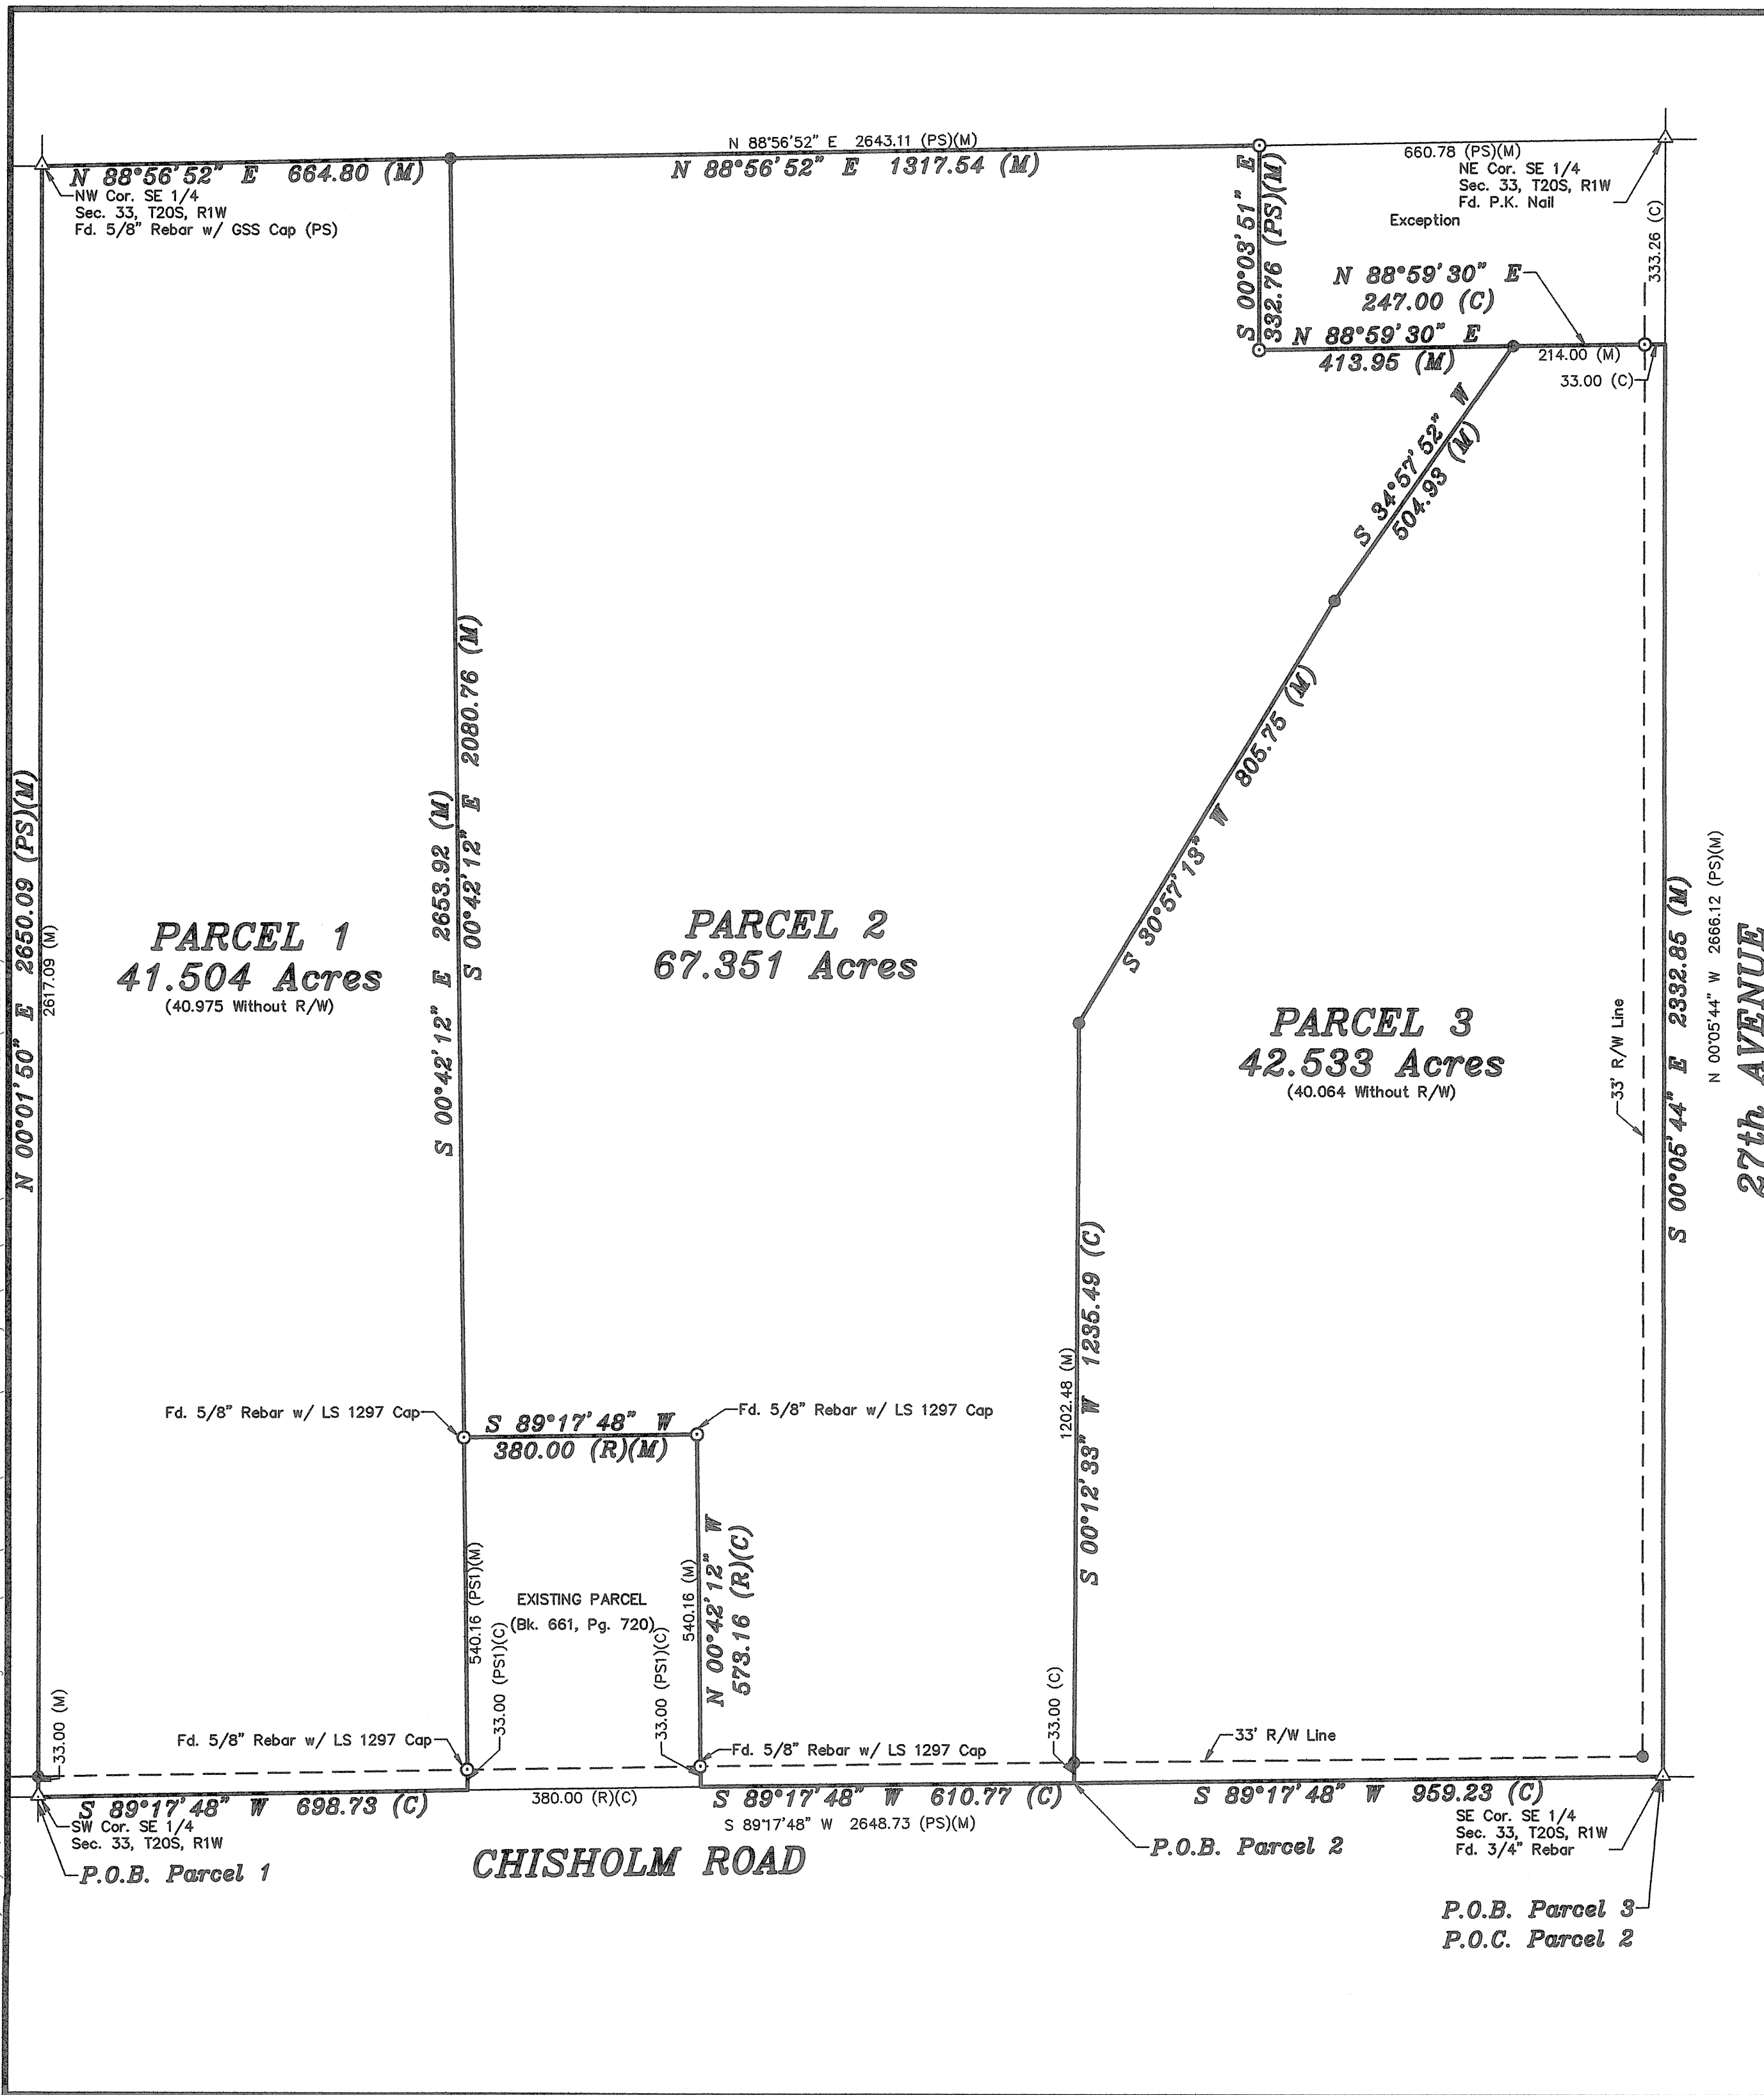 N 88°56'52" E 2643.11 (PS)(M)
N 88°56'52" E 664.80 (M)
N 88°56'52" E 1317.54 (M)
660.78 (PS)(M)
NW Cor. SE 1/4
Sec. 33, T20S, R1W
Fd. 5/8" Rebar w/ GSS Cap (PS)
NE Cor. SE 1/4
Sec. 33, T20S, R1W
Fd. P.K. Nail
Exception
S 00°03'51" E
332.76 (PS)(M)
333.26 (C)
N 88°59'30" E
247.00 (C)
N 88°59'30" E
413.95 (M)
214.00 (M)
33.00 (C)
S 34°57'52" W
504.93 (M)
S 30°57'13" W 805.75 (M)
N 00°01'50" E 2650.09 (PS)(M)
2617.09 (M)
S 00°42'12" E 2653.92 (M)
S 00°42'12" E 2080.76 (M)
PARCEL 1
41.504 Acres
(40.975 Without R/W)
PARCEL 2
67.351 Acres
PARCEL 3
42.533 Acres
(40.064 Without R/W)
33' R/W Line
S 00°05'44" E 2332.85 (M)
N 00°05'44" W 2666.12 (PS)(M)
27th AVENUE
S 00°12'33" W 1235.49 (C)
1202.48 (M)
Fd. 5/8" Rebar w/ LS 1297 Cap
S 89°17'48" W
380.00 (R)(M)
Fd. 5/8" Rebar w/ LS 1297 Cap
540.16 (PS1)(M)
EXISTING PARCEL
(Bk. 661, Pg. 720)
540.16 (M)
N 00°42'12" W
573.16 (R)(C)
33.00 (M)
33.00 (PS1)(C)
33.00 (PS1)(C)
33.00 (C)
Fd. 5/8" Rebar w/ LS 1297 Cap
Fd. 5/8" Rebar w/ LS 1297 Cap
33' R/W Line
S 89°17'48" W 698.73 (C)
380.00 (R)(C)
S 89°17'48" W 610.77 (C)
S 89°17'48" W 959.23 (C)
S 89°17'48" W 2648.73 (PS)(M)
SW Cor. SE 1/4
Sec. 33, T20S, R1W
P.O.B. Parcel 1
CHISHOLM ROAD
P.O.B. Parcel 2
SE Cor. SE 1/4
Sec. 33, T20S, R1W
Fd. 3/4" Rebar
P.O.B. Parcel 3
P.O.C. Parcel 2